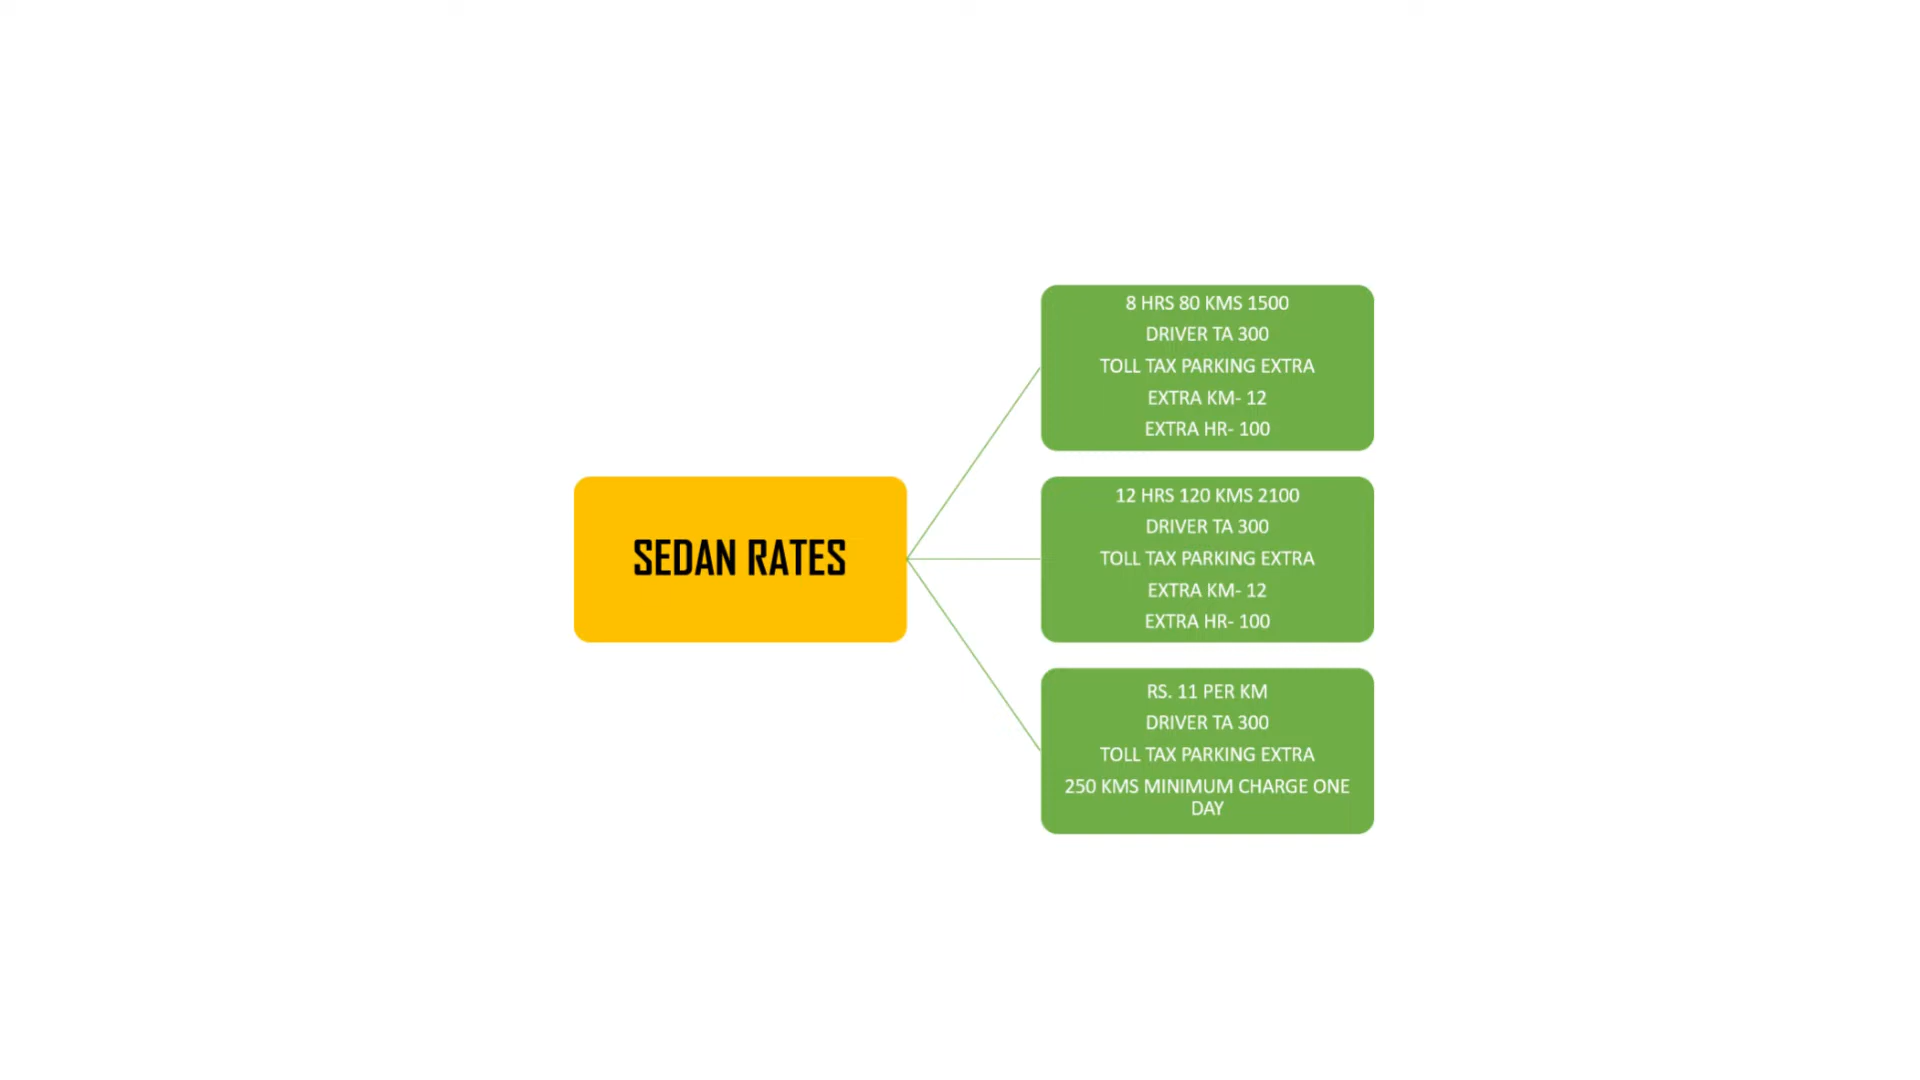 SEDAN RATES
8 HRS 80 KMS 1500
DRIVER TA 300
TOLL TAX PARKING EXTRA
EXTRA KM- 12
EXTRA HR- 100
12 HRS 120 KMS 2100
DRIVER TA 300
TOLL TAX PARKING EXTRA
EXTRA KM- 12
EXTRA HR- 100
RS. 11 PER KM
DRIVER TA 300
TOLL TAX PARKING EXTRA
250 KMS MINIMUM CHARGE ONE
DAY